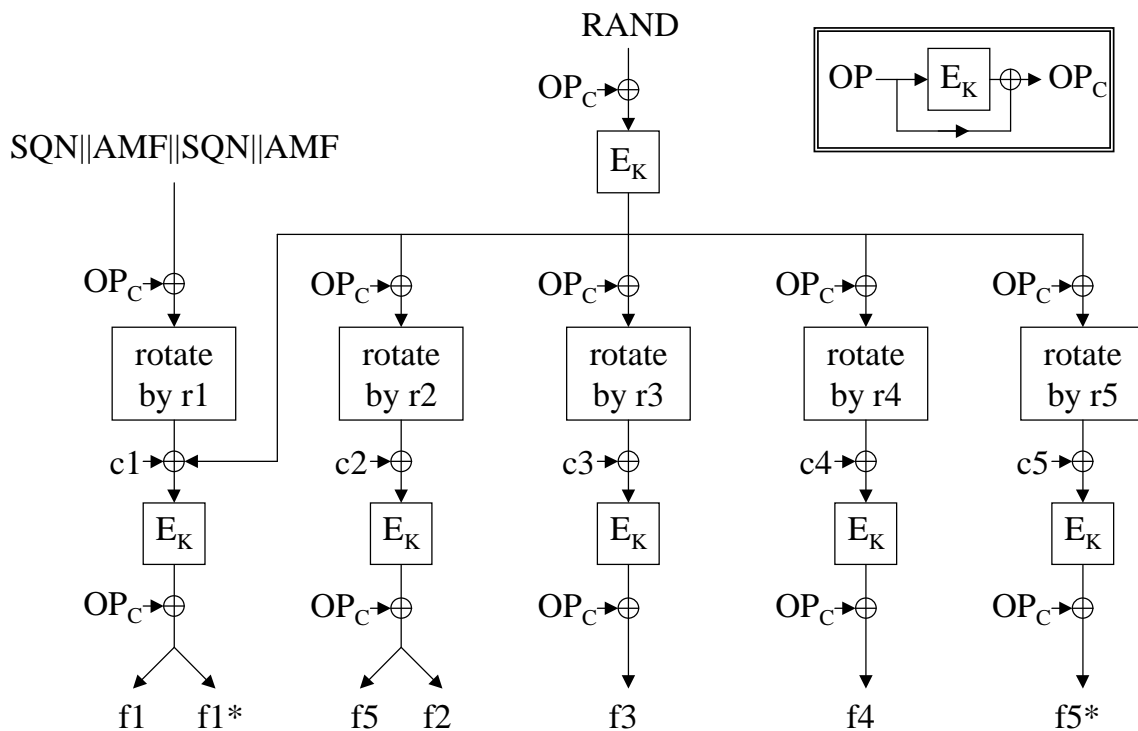 RAND
OP E_K OP_C
OP_C
SQN||AMF||SQN||AMF
E_K
OP_C OP_C OP_C OP_C OP_C
rotate rotate rotate rotate rotate
by r1 by r2 by r3 by r4 by r5
c1 c2 c3 c4 c5
E_K E_K E_K E_K E_K
OP_C OP_C OP_C OP_C OP_C
f1 f1* f5 f2 f3 f4 f5*